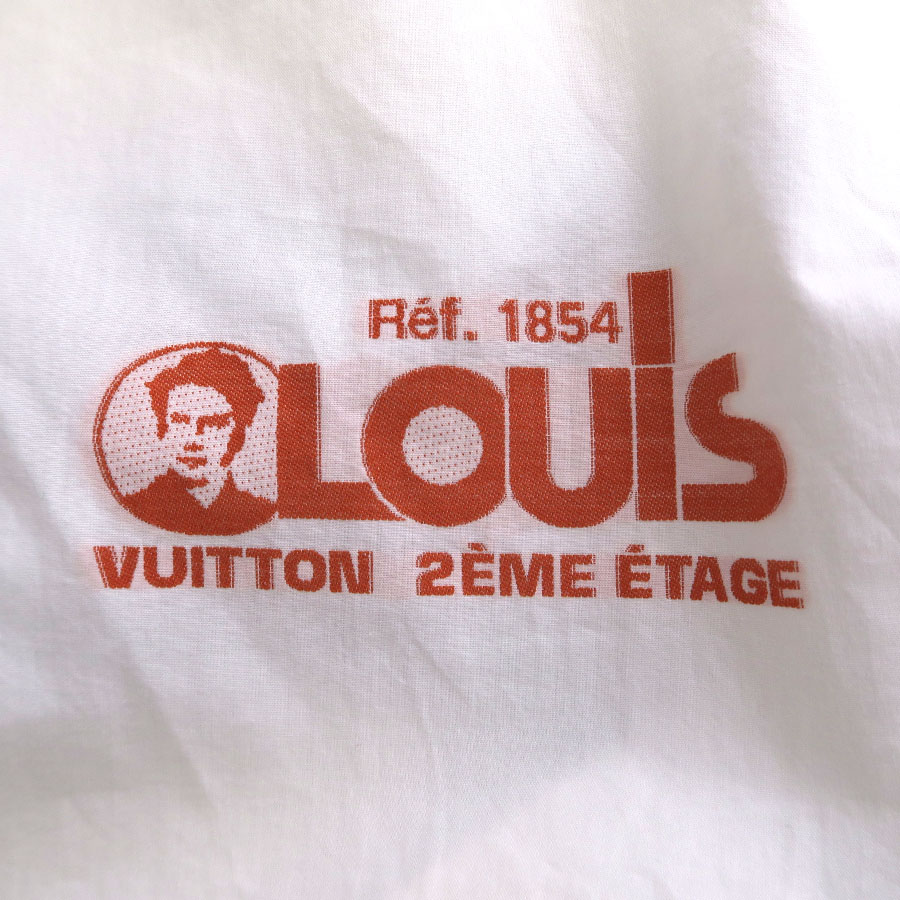 Réf. 1854
LOUiS
VUITTON 2ÈME ÉTAGE